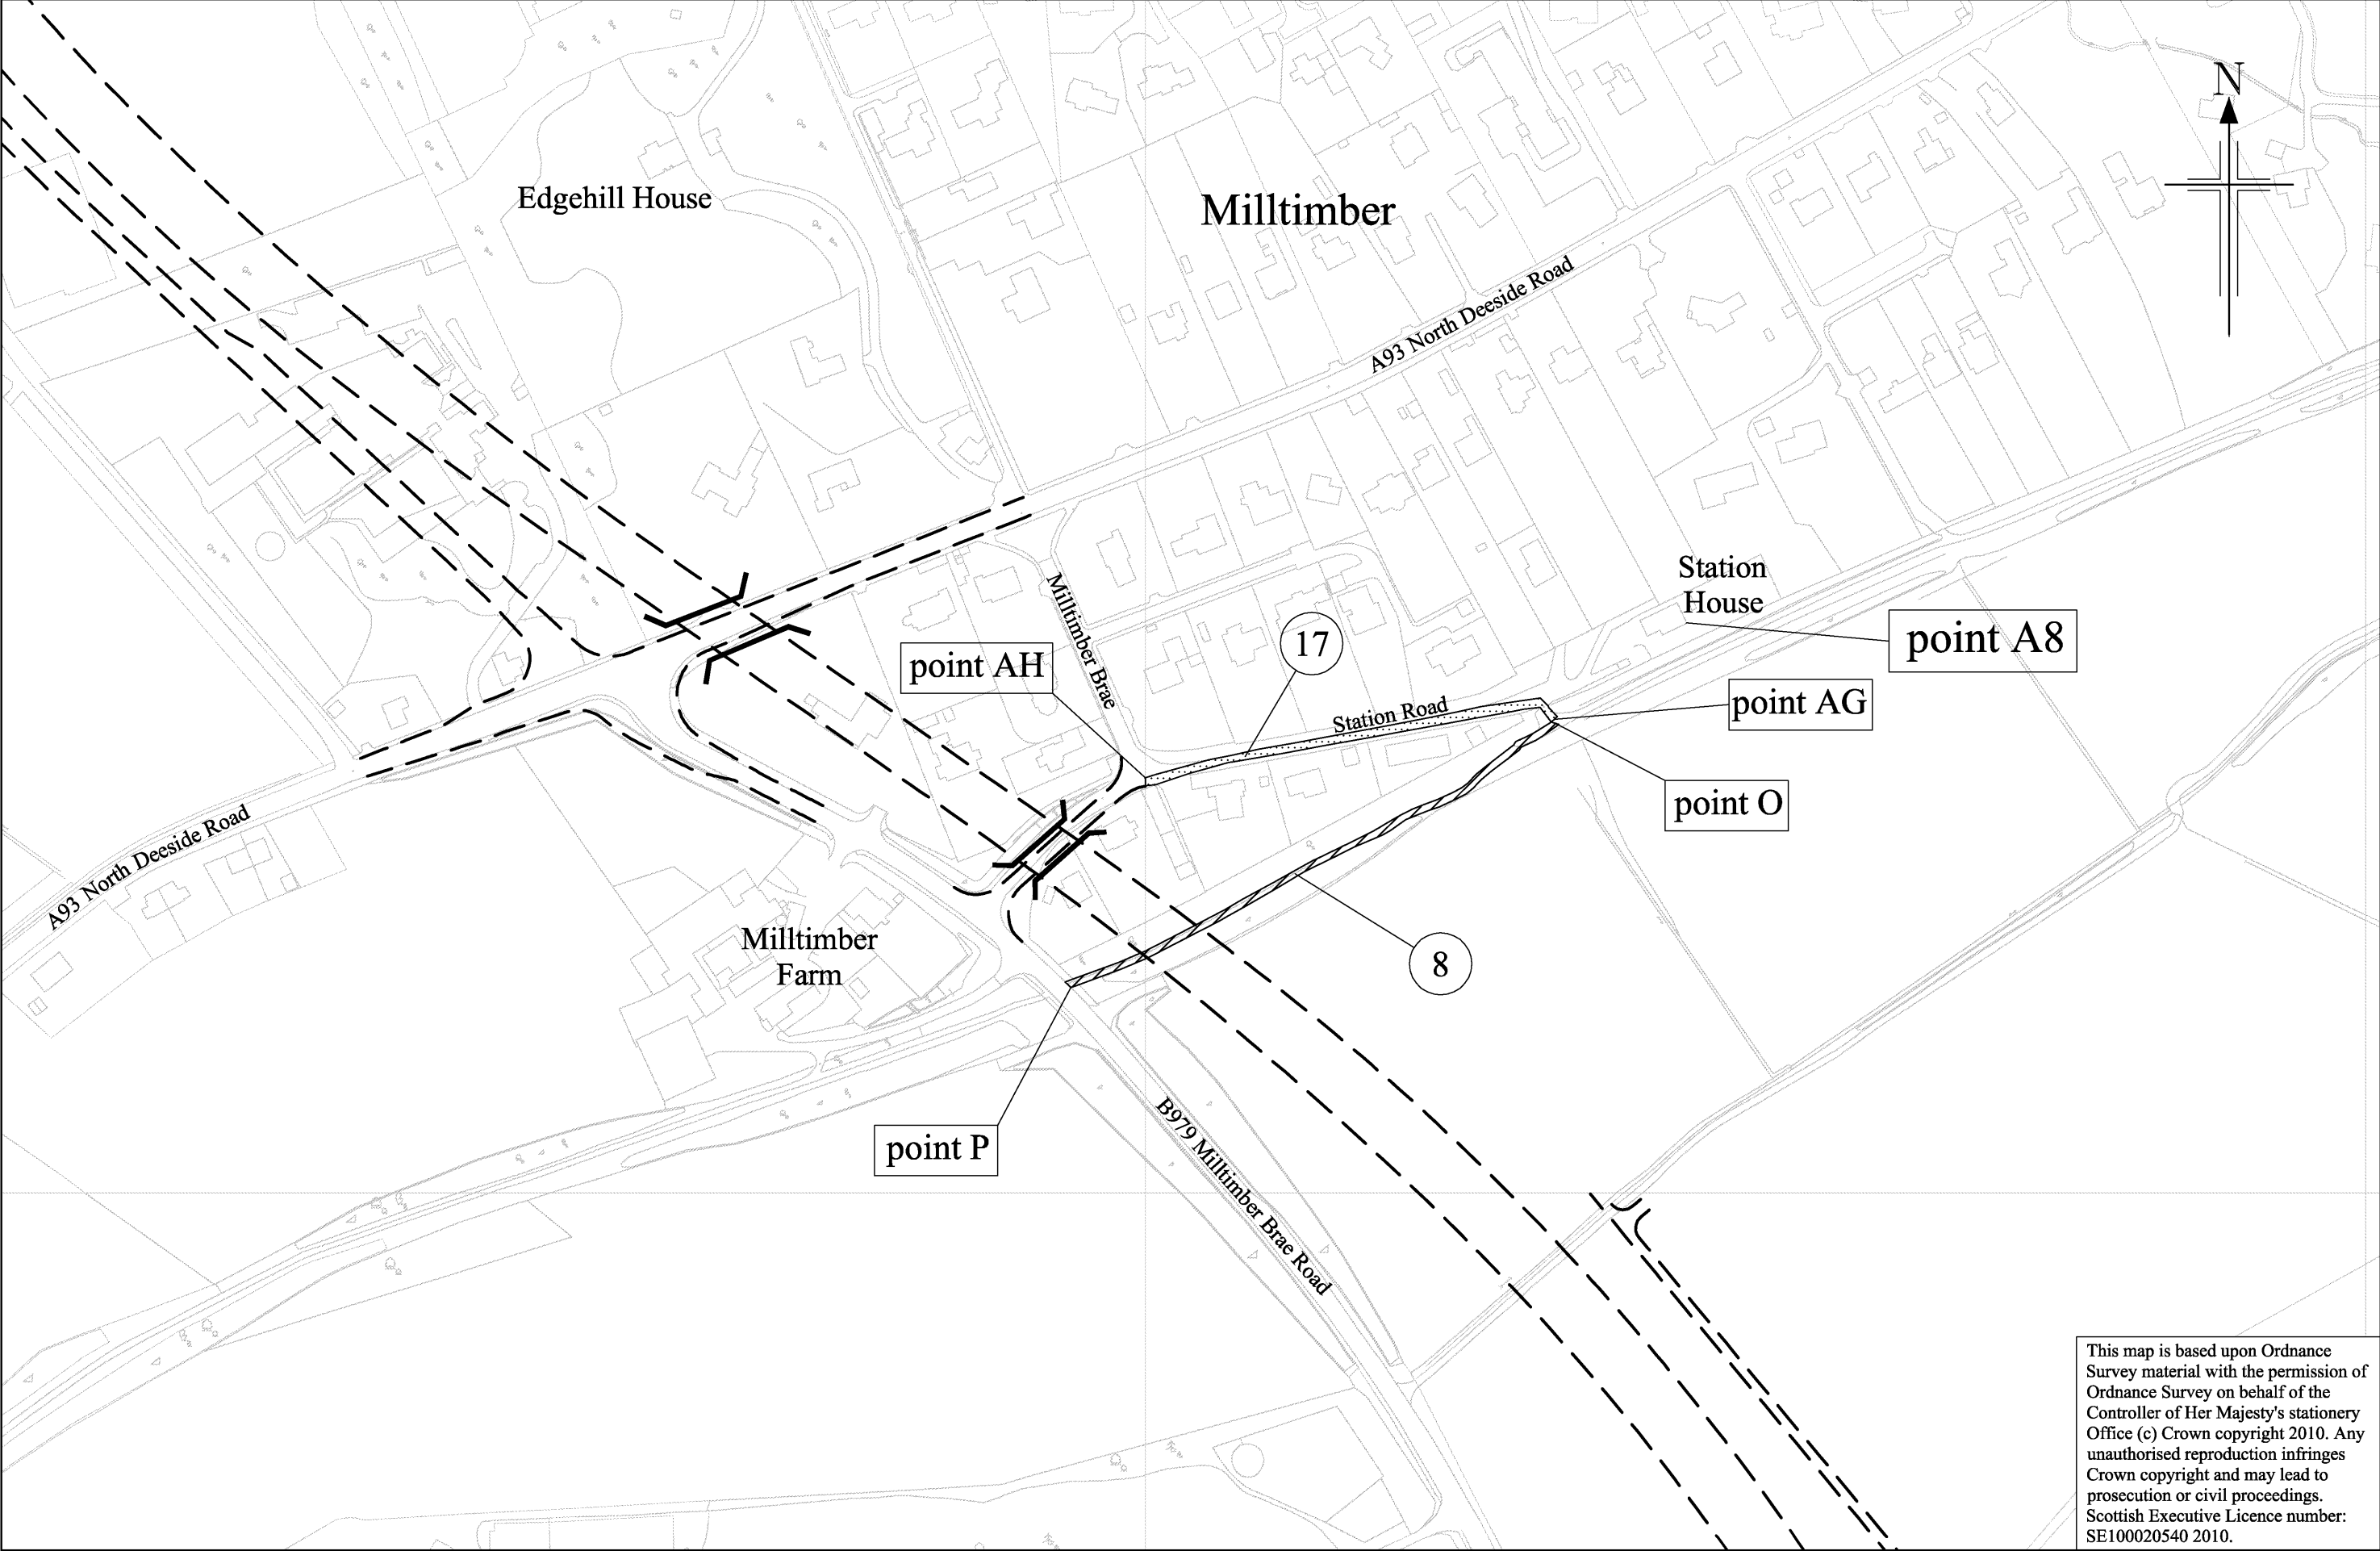 N
Edgehill House
Milltimber
A93 North Deeside Road
Station
House
point A8
Milltimber Brae
17
point AH
point AG
Station Road
point O
A93 North Deeside Road
Milltimber
Farm
8
point P
B979 Milltimber Brae Road
This map is based upon Ordnance
Survey material with the permission of
Ordnance Survey on behalf of the
Controller of Her Majesty's stationery
Office (c) Crown copyright 2010. Any
unauthorised reproduction infringes
Crown copyright and may lead to
prosecution or civil proceedings.
Scottish Executive Licence number:
SE100020540 2010.